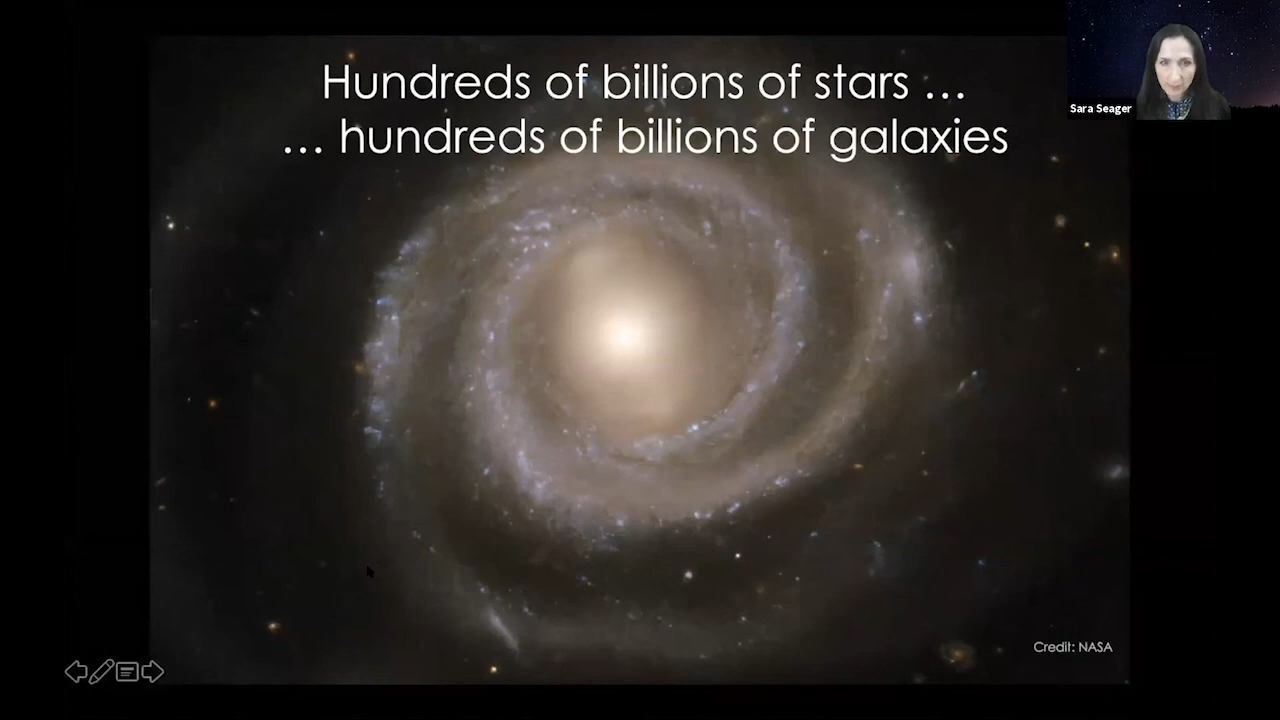 Hundreds of billions of stars …
… hundreds of billions of galaxies
Sara Seager
Credit: NASA